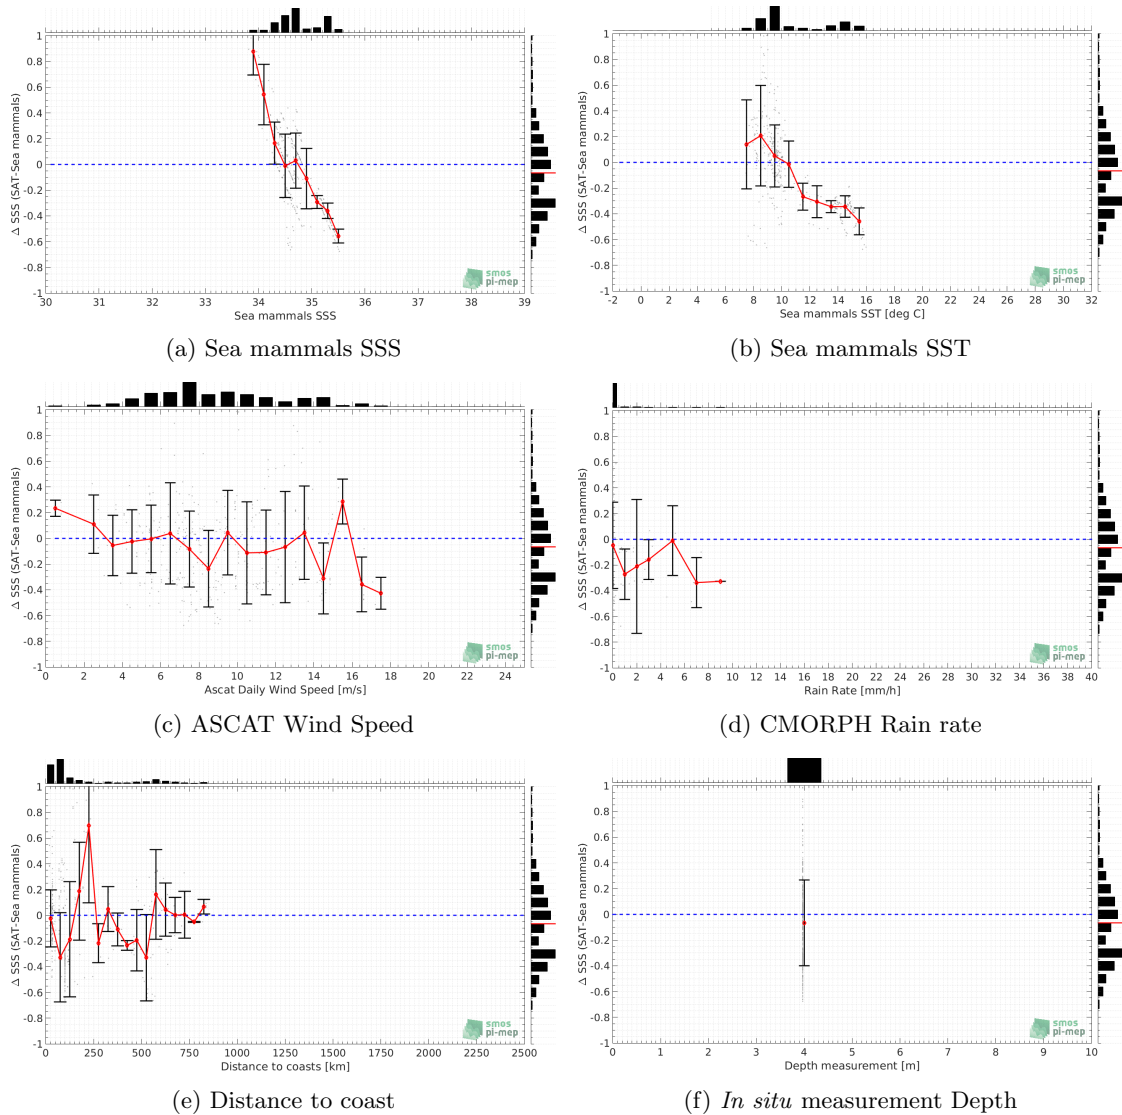 1
0.8
0.6
0.4
0.2
0
-0.2
-0.4
-0.6
-0.8
-1
Δ SSS (SAT-Sea mammals)
30 31 32 33 34 35 36 37 38 39
Sea mammals SSS
smos
pi-mep
(a) Sea mammals SSS
1
0.8
0.6
0.4
0.2
0
-0.2
-0.4
-0.6
-0.8
-1
Δ SSS (SAT-Sea mammals)
-2 0 2 4 6 8 10 12 14 16 18 20 22 24 26 28 30 32
Sea mammals SST [deg C]
smos
pi-mep
(b) Sea mammals SST
1
0.8
0.6
0.4
0.2
0
-0.2
-0.4
-0.6
-0.8
-1
Δ SSS (SAT-Sea mammals)
0 2 4 6 8 10 12 14 16 18 20 22 24
Ascat Daily Wind Speed [m/s]
smos
pi-mep
(c) ASCAT Wind Speed
1
0.8
0.6
0.4
0.2
0
-0.2
-0.4
-0.6
-0.8
-1
Δ SSS (SAT-Sea mammals)
0 2 4 6 8 10 12 14 16 18 20 22 24 26 28 30 32 34 36 38 40
Rain Rate [mm/h]
smos
pi-mep
(d) CMORPH Rain rate
1
0.8
0.6
0.4
0.2
0
-0.2
-0.4
-0.6
-0.8
-1
Δ SSS (SAT-Sea mammals)
0 250 500 750 1000 1250 1500 1750 2000 2250 2500
Distance to coasts [km]
smos
pi-mep
(e) Distance to coast
1
0.8
0.6
0.4
0.2
0
-0.2
-0.4
-0.6
-0.8
-1
Δ SSS (SAT-Sea mammals)
0 1 2 3 4 5 6 7 8 9 10
Depth measurement [m]
smos
pi-mep
(f) In situ measurement Depth